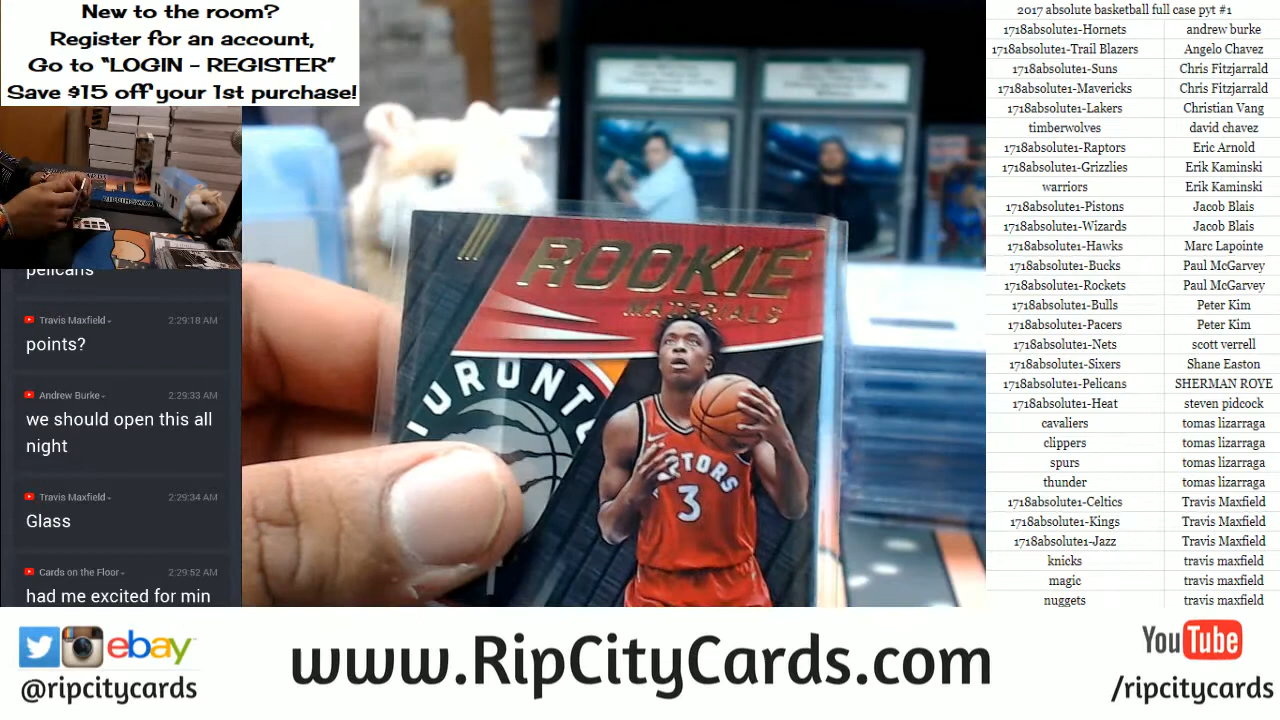 New to the room?
Register for an account,
Go to "LOGIN - REGISTER"
Save $15 off your 1st purchase!
pelicans
Travis Maxfield
2:29:18 AM
points?
Andrew Burke
2:29:33 AM
we should open this all
night
Travis Maxfield
2:29:34 AM
Glass
Cards on the Floor
2:29:52 AM
had me excited for min
ROOKIE
MATERIALS
TORONTO
RAPTORS
3
2017 absolute basketball full case pyt #1
1718absolute1-Hornets andrew burke
1718absolute1-Trail Blazers Angelo Chavez
1718absolute1-Suns Chris Fitzjarrald
1718absolute1-Mavericks Chris Fitzjarrald
1718absolute1-Lakers Christian Vang
timberwolves david chavez
1718absolute1-Raptors Eric Arnold
1718absolute1-Grizzlies Erik Kaminski
warriors Erik Kaminski
1718absolute1-Pistons Jacob Blais
1718absolute1-Wizards Jacob Blais
1718absolute1-Hawks Marc Lapointe
1718absolute1-Bucks Paul McGarvey
1718absolute1-Rockets Paul McGarvey
1718absolute1-Bulls Peter Kim
1718absolute1-Pacers Peter Kim
1718absolute1-Nets scott verrell
1718absolute1-Sixers Shane Easton
1718absolute1-Pelicans SHERMAN ROYE
1718absolute1-Heat steven pidcock
cavaliers tomas lizarraga
clippers tomas lizarraga
spurs tomas lizarraga
thunder tomas lizarraga
1718absolute1-Celtics Travis Maxfield
1718absolute1-Kings Travis Maxfield
1718absolute1-Jazz Travis Maxfield
knicks travis maxfield
magic travis maxfield
nuggets travis maxfield
ebay
@ripcitycards
www.RipCityCards.com
YouTube
/ripcitycards